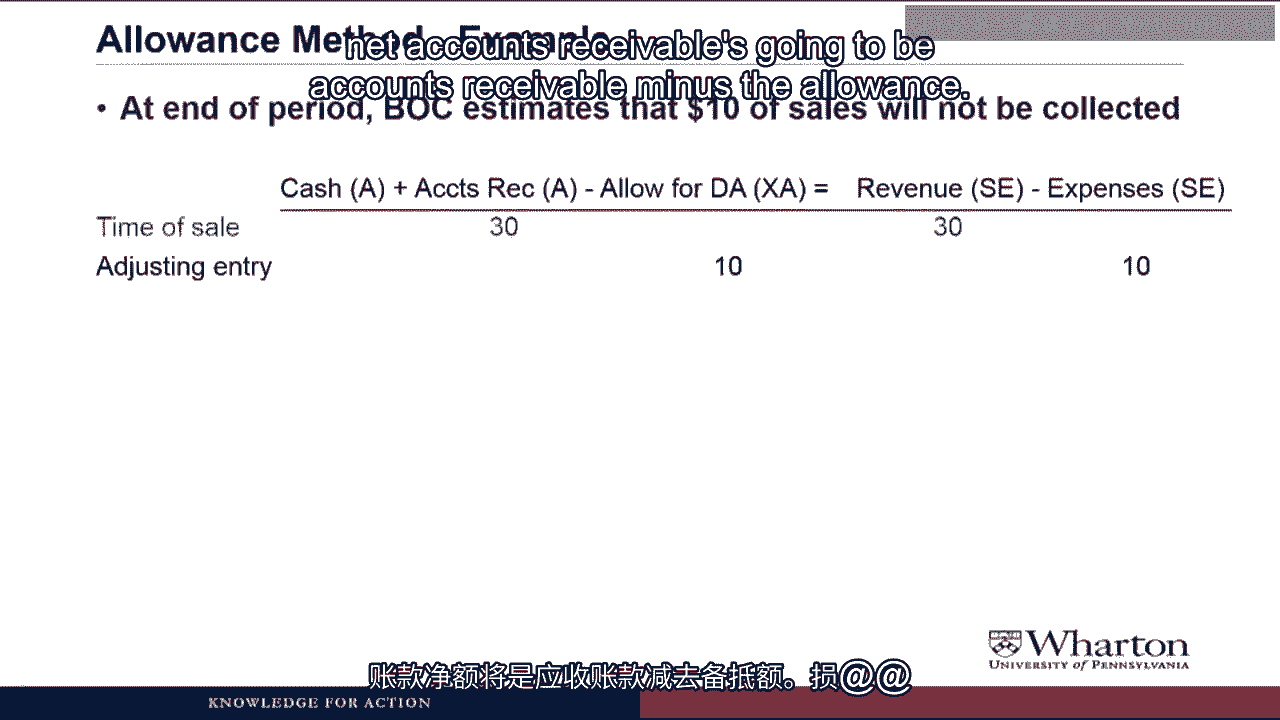 Allowance Method - Example
net accounts receivable's going to be
accounts receivable minus the allowance.
• At end of period, BOC estimates that $10 of sales will not be collected
Cash (A) + Accts Rec (A) - Allow for DA (XA) = Revenue (SE) - Expenses (SE)
Time of sale 30 30
Adjusting entry 10 10
Wharton
UNIVERSITY of PENNSYLVANIA
账款净额将是应收账款减去备抵额。损@@
KNOWLEDGE FOR ACTION